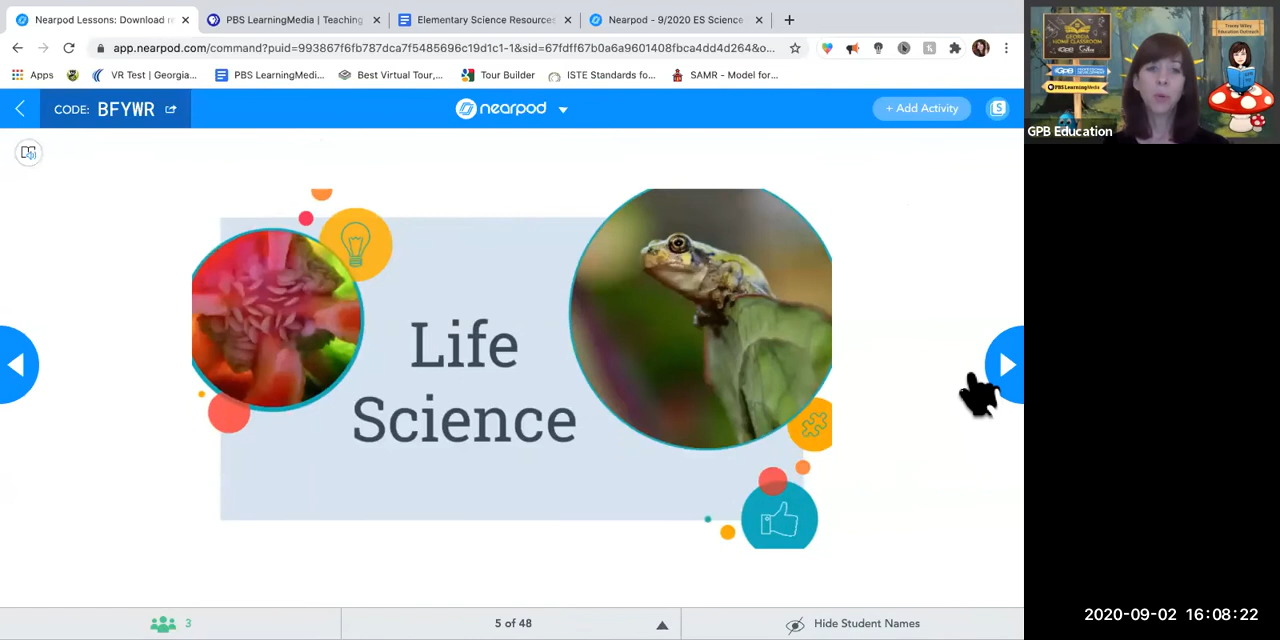 Nearpod Lessons: Download re
PBS LearningMedia | Teaching
Elementary Science Resources
Nearpod - 9/2020 ES Science
app.nearpod.com/command?puid=993867f6fb787dca7f5485696c19d1c1-1&sid=67fdff67b0a6a9601408fbca4dd4d264&o...
Apps
VR Test | Georgia...
PBS LearningMedi...
Best Virtual Tour,...
Tour Builder
ISTE Standards fo...
SAMR - Model for...
CODE: BFYWR
nearpod
+ Add Activity
S
Life
Science
3
5 of 48
Hide Student Names
GPB Education
PBS LearningMedia
2020-09-02 16:08:22